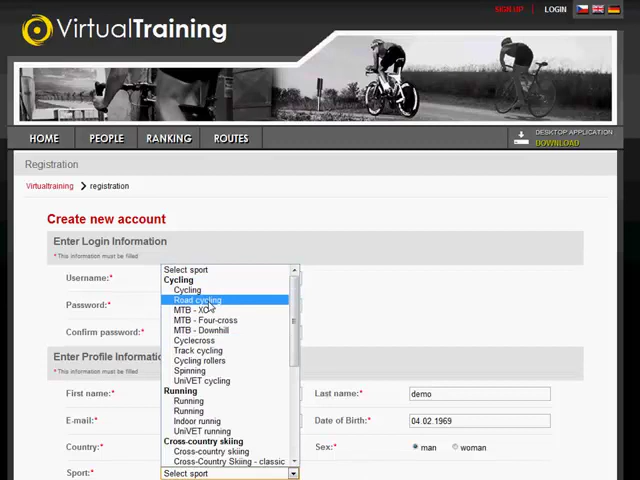 SIGN UP LOGIN
VirtualTraining
HOME PEOPLE RANKING ROUTES
DESKTOP APPLICATION
DOWNLOAD
Registration
Virtualtraining registration
Create new account
Enter Login Information
* This information must be filled
Username:*
Password:*
Confirm password:*
Select sport
Cycling
Cycling
Road cycling
MTB - XC
MTB - Four-cross
MTB - Downhill
Cyclecross
Track cycling
Cycling rollers
Spinning
UniVET cycling
Running
Running
Running
Indoor runnig
UniVET running
Cross-country skiing
Cross-country skiing
Cross-Country Skiing - classic
Enter Profile Informatio
* This information must be filled
First name:*
Last name:* demo
E-mail:*
Date of Birth:* 04 02.1969
Country:*
Sex:* man woman
Sport:* Select sport